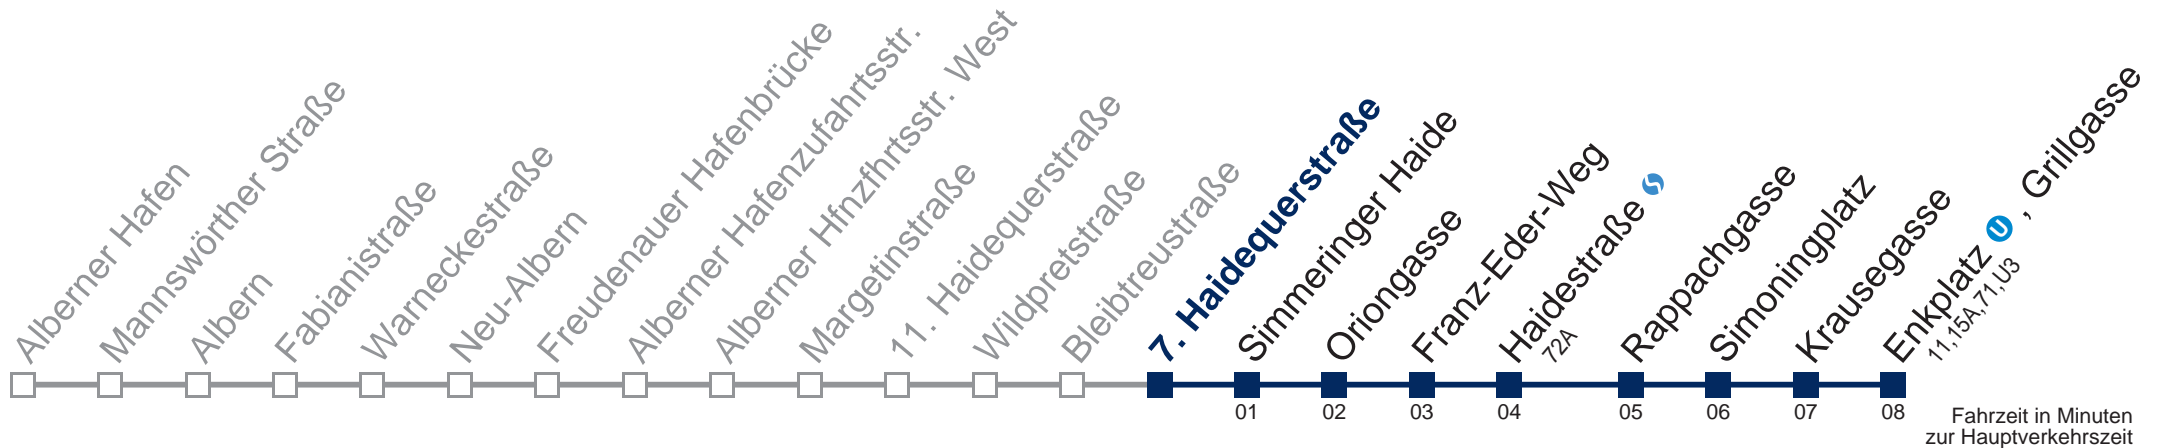 Alberner Hafen
Mannswörther Straße
Albern
Fabianistraße
Warneckestraße
Neu-Albern
Freudenauer Hafenbrücke
Alberner Hafenzufahrtsstr.
Alberner Hfnzfhrtsstr. West
Margetinstraße
11. Haidequerstraße
Wildpretstraße
Bleibtreustraße
7. Haidequerstraße
Simmeringer Haide
Oriongasse
Franz-Eder-Weg
Haidestraße
72A
Rappachgasse
Simoningplatz
Krausegasse
Enkplatz U , Grillgasse
11,15A,71,U3
01 02 03 04 05 06 07 08
Fahrzeit in Minuten
zur Hauptverkehrszeit